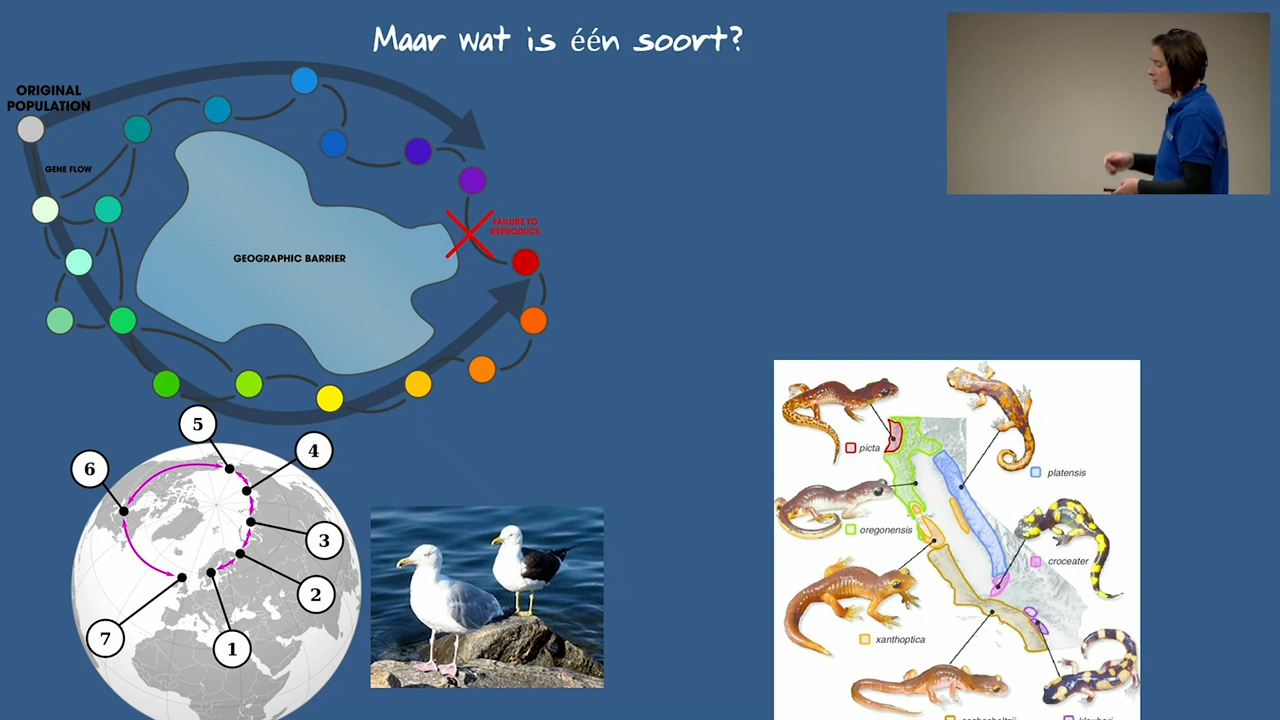 Maar wat is één soort?
ORIGINAL
POPULATION
GENE FLOW
FAILURE TO
REPRODUCE
GEOGRAPHIC BARRIER
5
4
6
3
2
7
1
picta
platensis
oregonensis
croceater
xanthoptica